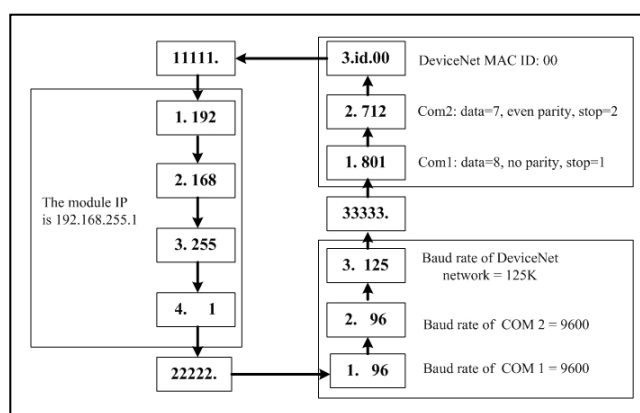 11111.
1. 192
2. 168
3. 255
4. 1
The module IP
is 192.168.255.1
22222.
1. 96
Baud rate of COM 1 = 9600
2. 96
Baud rate of COM 2 = 9600
3. 125
Baud rate of DeviceNet
network = 125K
33333.
1. 801
Com1: data=8, no parity, stop=1
2. 712
Com2: data=7, even parity, stop=2
3.id.00
DeviceNet MAC ID: 00